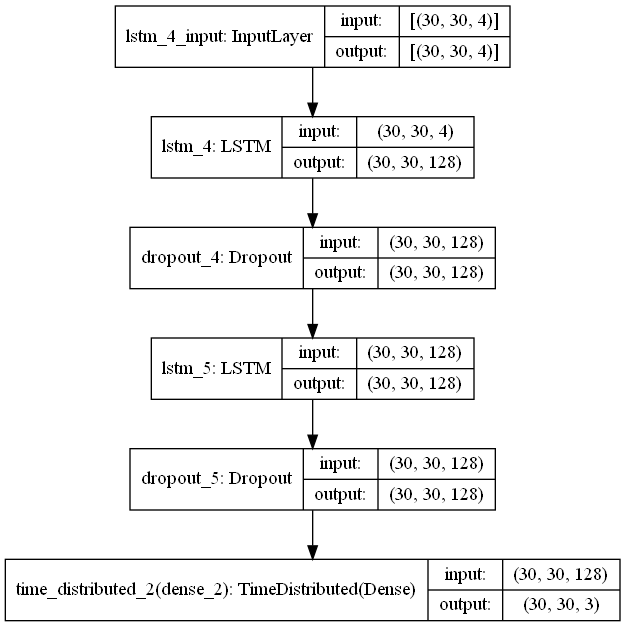 lstm_4_input: InputLayer
input: [(30, 30, 4)]
output: [(30, 30, 4)]
lstm_4: LSTM
input: (30, 30, 4)
output: (30, 30, 128)
dropout_4: Dropout
input: (30, 30, 128)
output: (30, 30, 128)
lstm_5: LSTM
input: (30, 30, 128)
output: (30, 30, 128)
dropout_5: Dropout
input: (30, 30, 128)
output: (30, 30, 128)
time_distributed_2(dense_2): TimeDistributed(Dense)
input: (30, 30, 128)
output: (30, 30, 3)